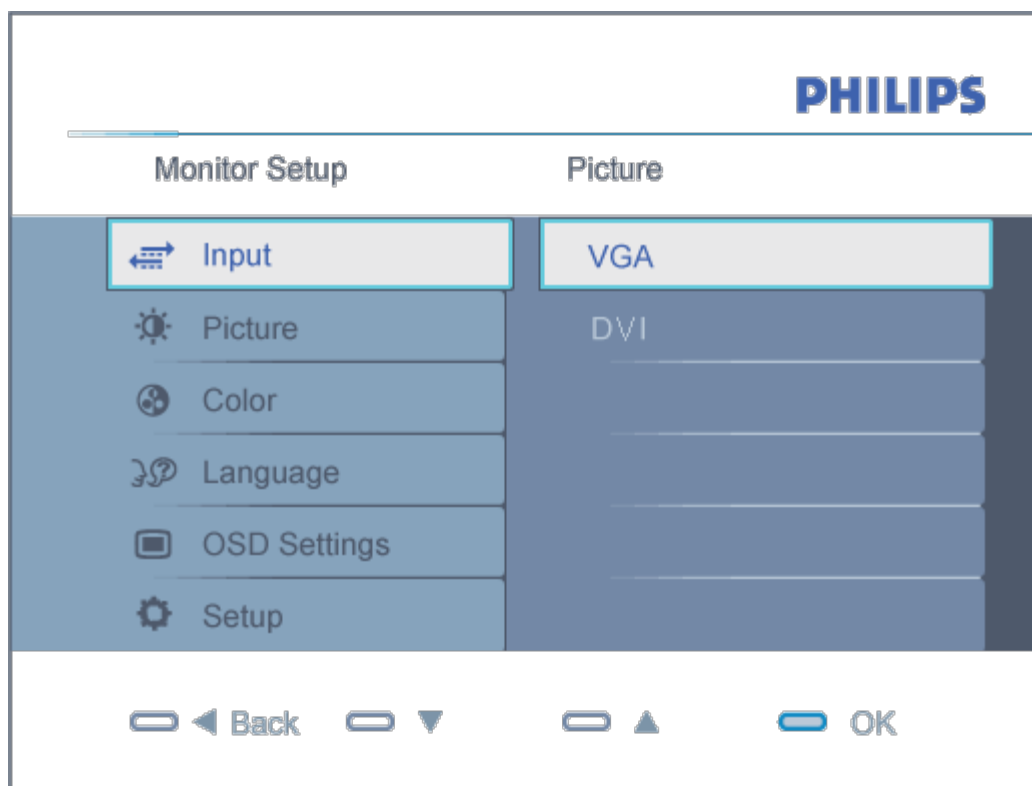 PHILIPS
Monitor Setup Picture
Input VGA
Picture DVI
Color
Language
OSD Settings
Setup
Back OK